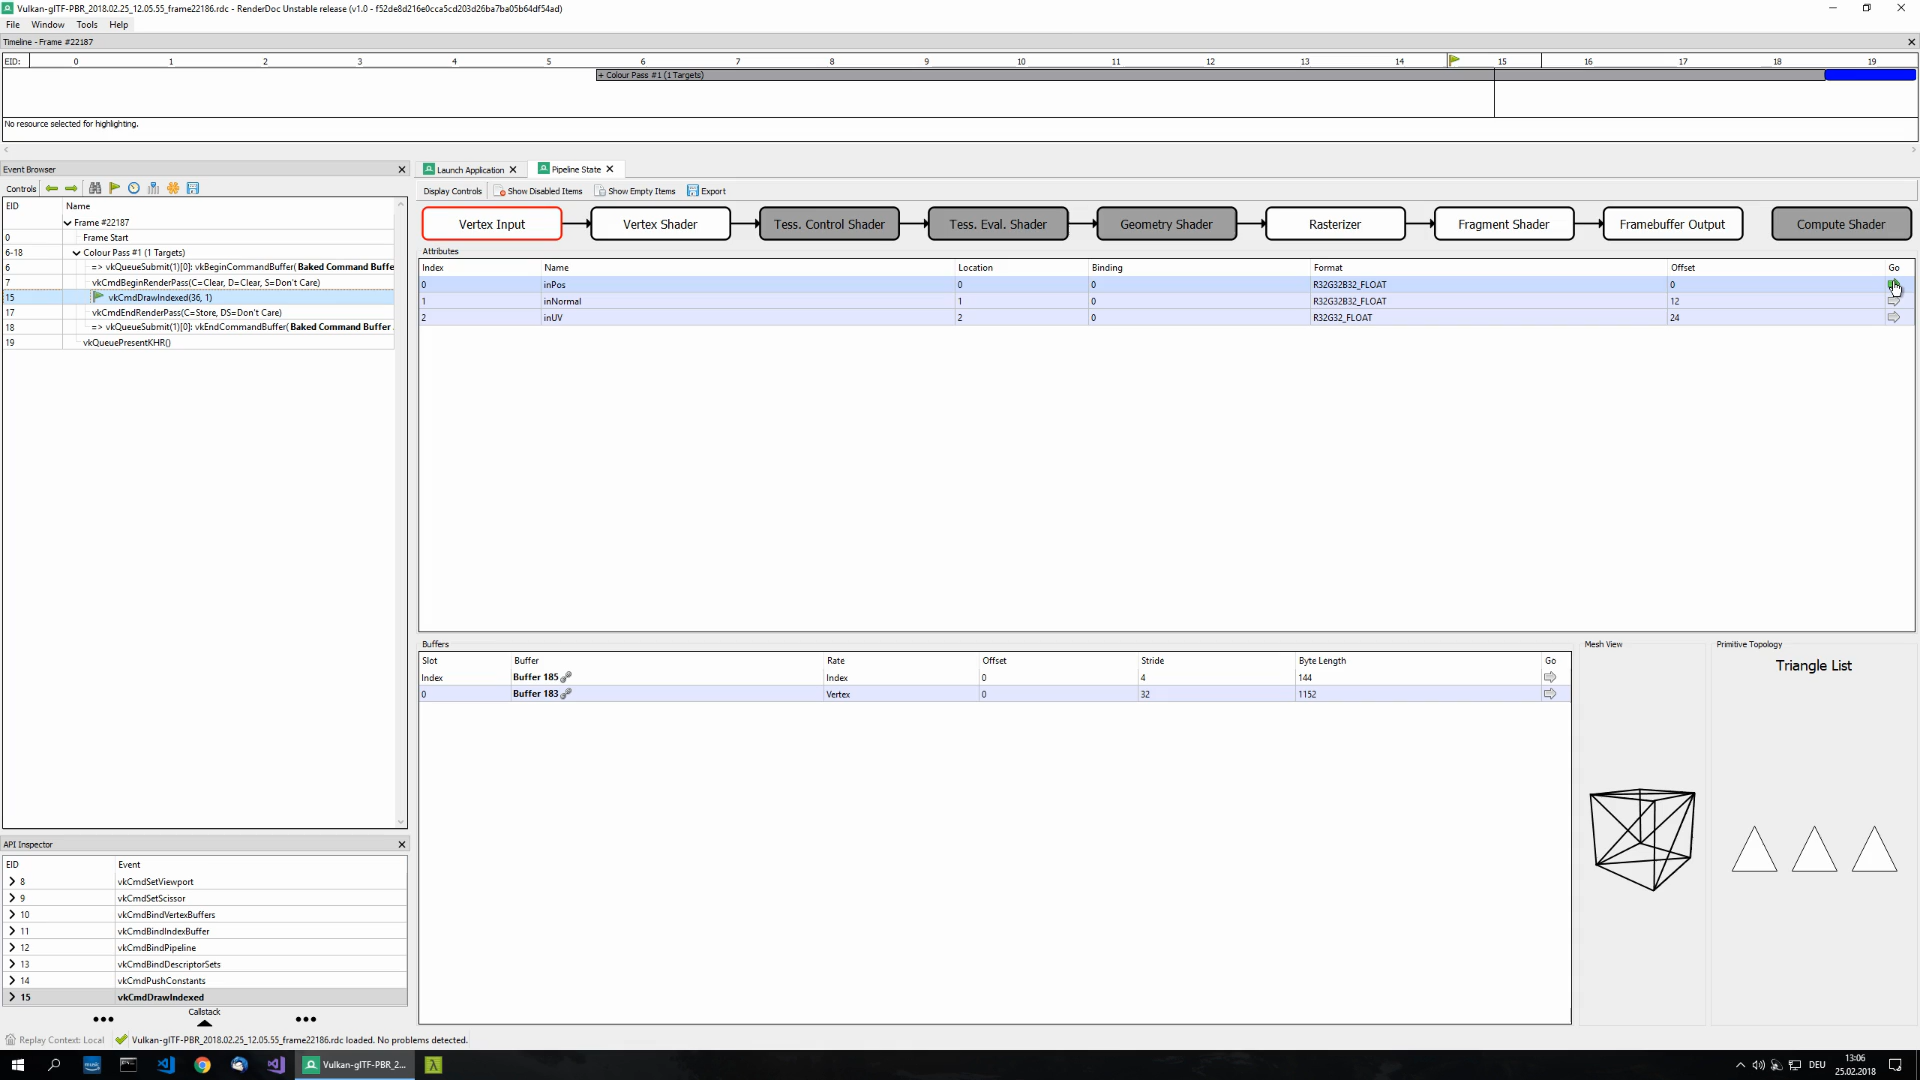 Vulkan-glTF-PBR_2018.02.25_12.05.55_frame22186.rdc - RenderDoc Unstable release (v1.0 - f52de8d216e0cca5cd203d26ba7ba05b64df54ad)
File Window Tools Help
Timeline - Frame #22187
EID: 0 1 2 3 4 5 6 7 8 9 10 11 12 13 14 15 16 17 18 19
+ Colour Pass #1 (1 Targets)
No resource selected for highlighting.
Event Browser
Controls
EID Name
Frame #22187
0 Frame Start
6-18 Colour Pass #1 (1 Targets)
6 => vkQueueSubmit(1)[0]: vkBeginCommandBuffer(Baked Command Buffe
7 vkCmdBeginRenderPass(C=Clear, D=Clear, S=Don't Care)
15 vkCmdDrawIndexed(36, 1)
17 vkCmdEndRenderPass(C=Store, DS=Don't Care)
18 => vkQueueSubmit(1)[0]: vkEndCommandBuffer(Baked Command Buffer
19 vkQueuePresentKHR()
API Inspector
EID Event
8 vkCmdSetViewport
9 vkCmdSetScissor
10 vkCmdBindVertexBuffers
11 vkCmdBindIndexBuffer
12 vkCmdBindPipeline
13 vkCmdBindDescriptorSets
14 vkCmdPushConstants
15 vkCmdDrawIndexed
Callstack
Launch Application Pipeline State
Display Controls Show Disabled Items Show Empty Items Export
Vertex Input Vertex Shader Tess. Control Shader Tess. Eval. Shader Geometry Shader Rasterizer Fragment Shader Framebuffer Output Compute Shader
Attributes
Index Name Location Binding Format Offset Go
0 inPos 0 0 R32G32B32_FLOAT 0
1 inNormal 1 0 R32G32B32_FLOAT 12
2 inUV 2 0 R32G32_FLOAT 24
Buffers
Slot Buffer Rate Offset Stride Byte Length Go
Index Buffer 185 Index 0 4 144
0 Buffer 183 Vertex 0 32 1152
Mesh View
Primitive Topology
Triangle List
Replay Context: Local Vulkan-glTF-PBR_2018.02.25_12.05.55_frame22186.rdc loaded. No problems detected.
Vulkan-glTF-PBR_2...
DEU
13:06
25.02.2018